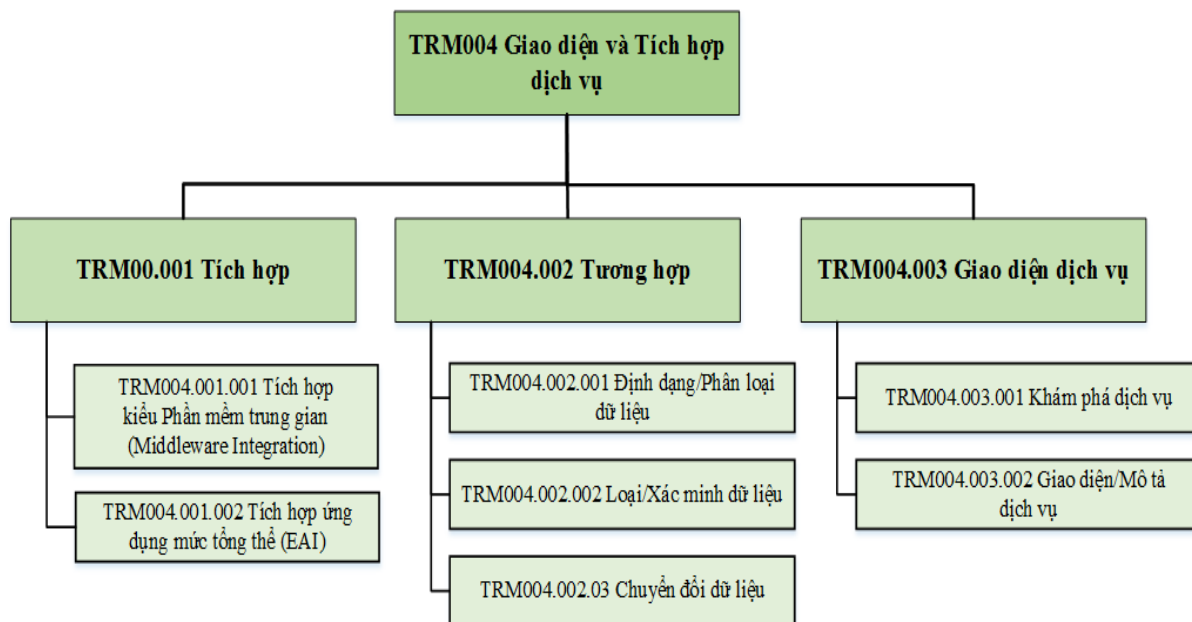 TRM004 Giao diện và Tích hợp
dịch vụ
TRM00.001 Tích hợp
TRM004.002 Tương hợp
TRM004.003 Giao diện dịch vụ
TRM004.001.001 Tích hợp
kiểu Phần mềm trung gian
(Middleware Integration)
TRM004.001.002 Tích hợp ứng
dụng mức tổng thể (EAI)
TRM004.002.001 Định dạng/Phân loại
dữ liệu
TRM004.002.002 Loại/Xác minh dữ liệu
TRM004.002.03 Chuyển đổi dữ liệu
TRM004.003.001 Khám phá dịch vụ
TRM004.003.002 Giao diện/Mô tả
dịch vụ